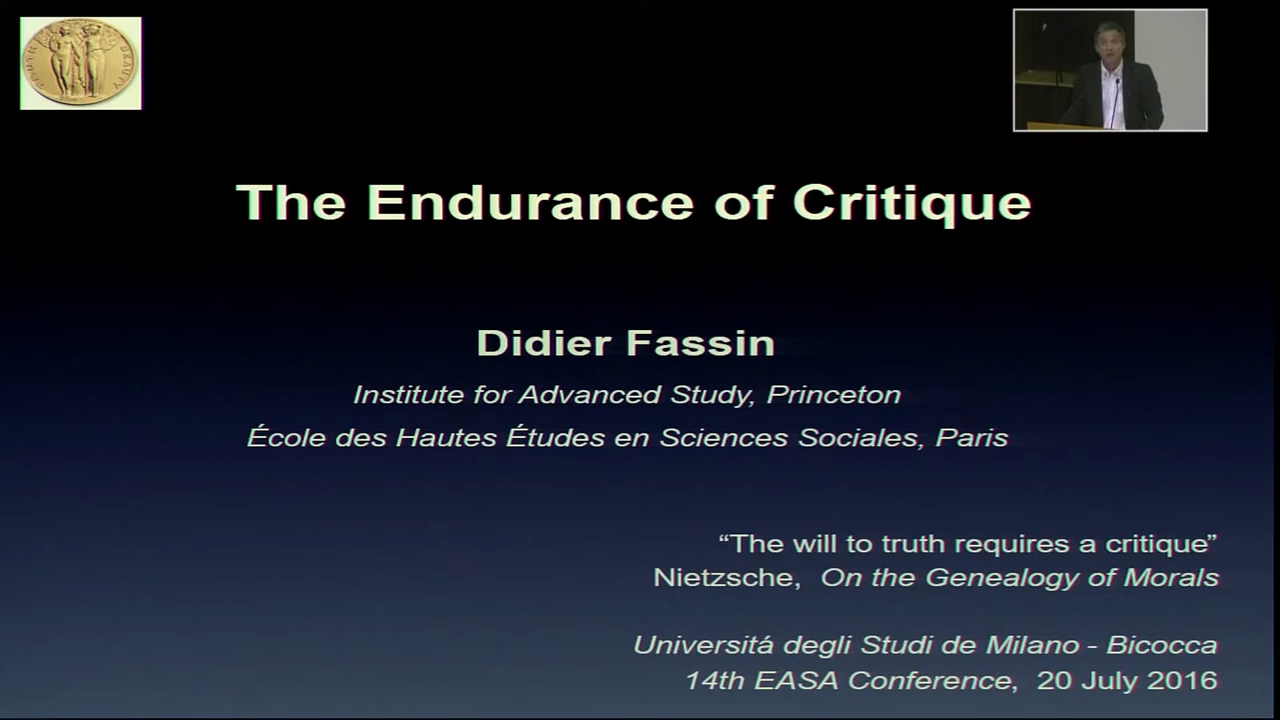 TRUTH BEAUTY
The Endurance of Critique
Didier Fassin
Institute for Advanced Study, Princeton
École des Hautes Études en Sciences Sociales, Paris
“The will to truth requires a critique”
Nietzsche, On the Genealogy of Morals
Universitá degli Studi de Milano - Bicocca
14th EASA Conference, 20 July 2016